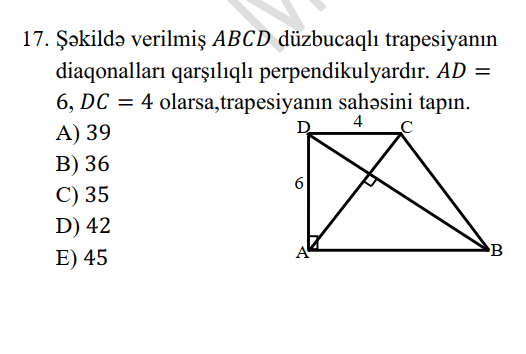 17. Şəkildə verilmiş ABCD düzbucaqlı trapesiyanın
diaqonalları qarşılıqlı perpendikulyardır. AD =
6, DC = 4 olarsa,trapesiyanın sahəsini tapın.
A) 39
B) 36
C) 35
D) 42
E) 45
D 4 C
6
A B